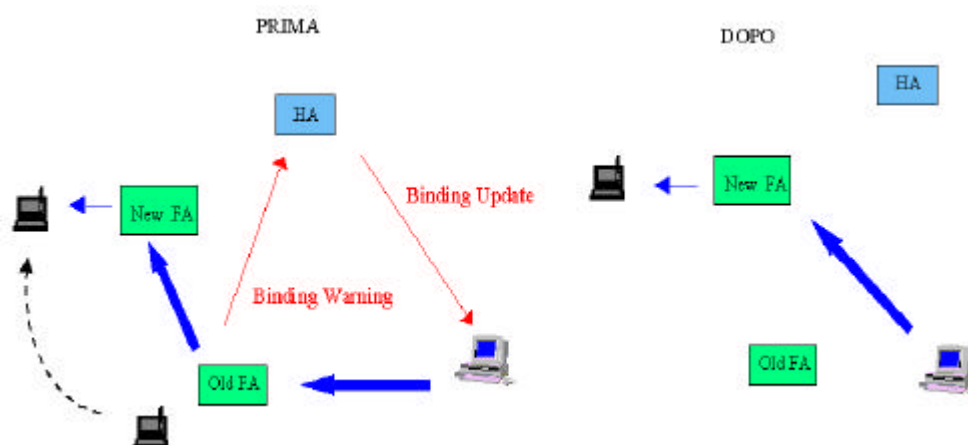 PRIMA
HA
New FA
Binding Update
Binding Warning
Old FA
DOPO
HA
New FA
Old FA